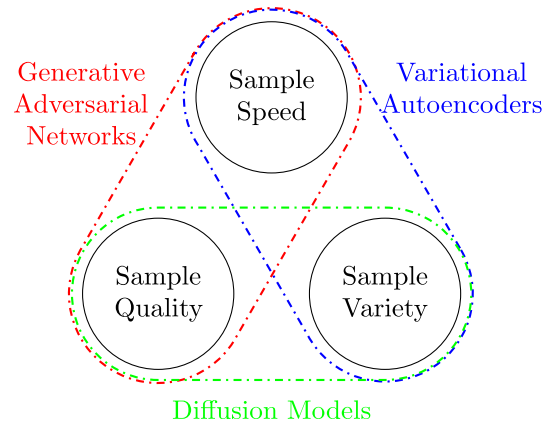 Generative
Adversarial
Networks
Sample
Speed
Variational
Autoencoders
Sample
Quality
Sample
Variety
Diffusion Models